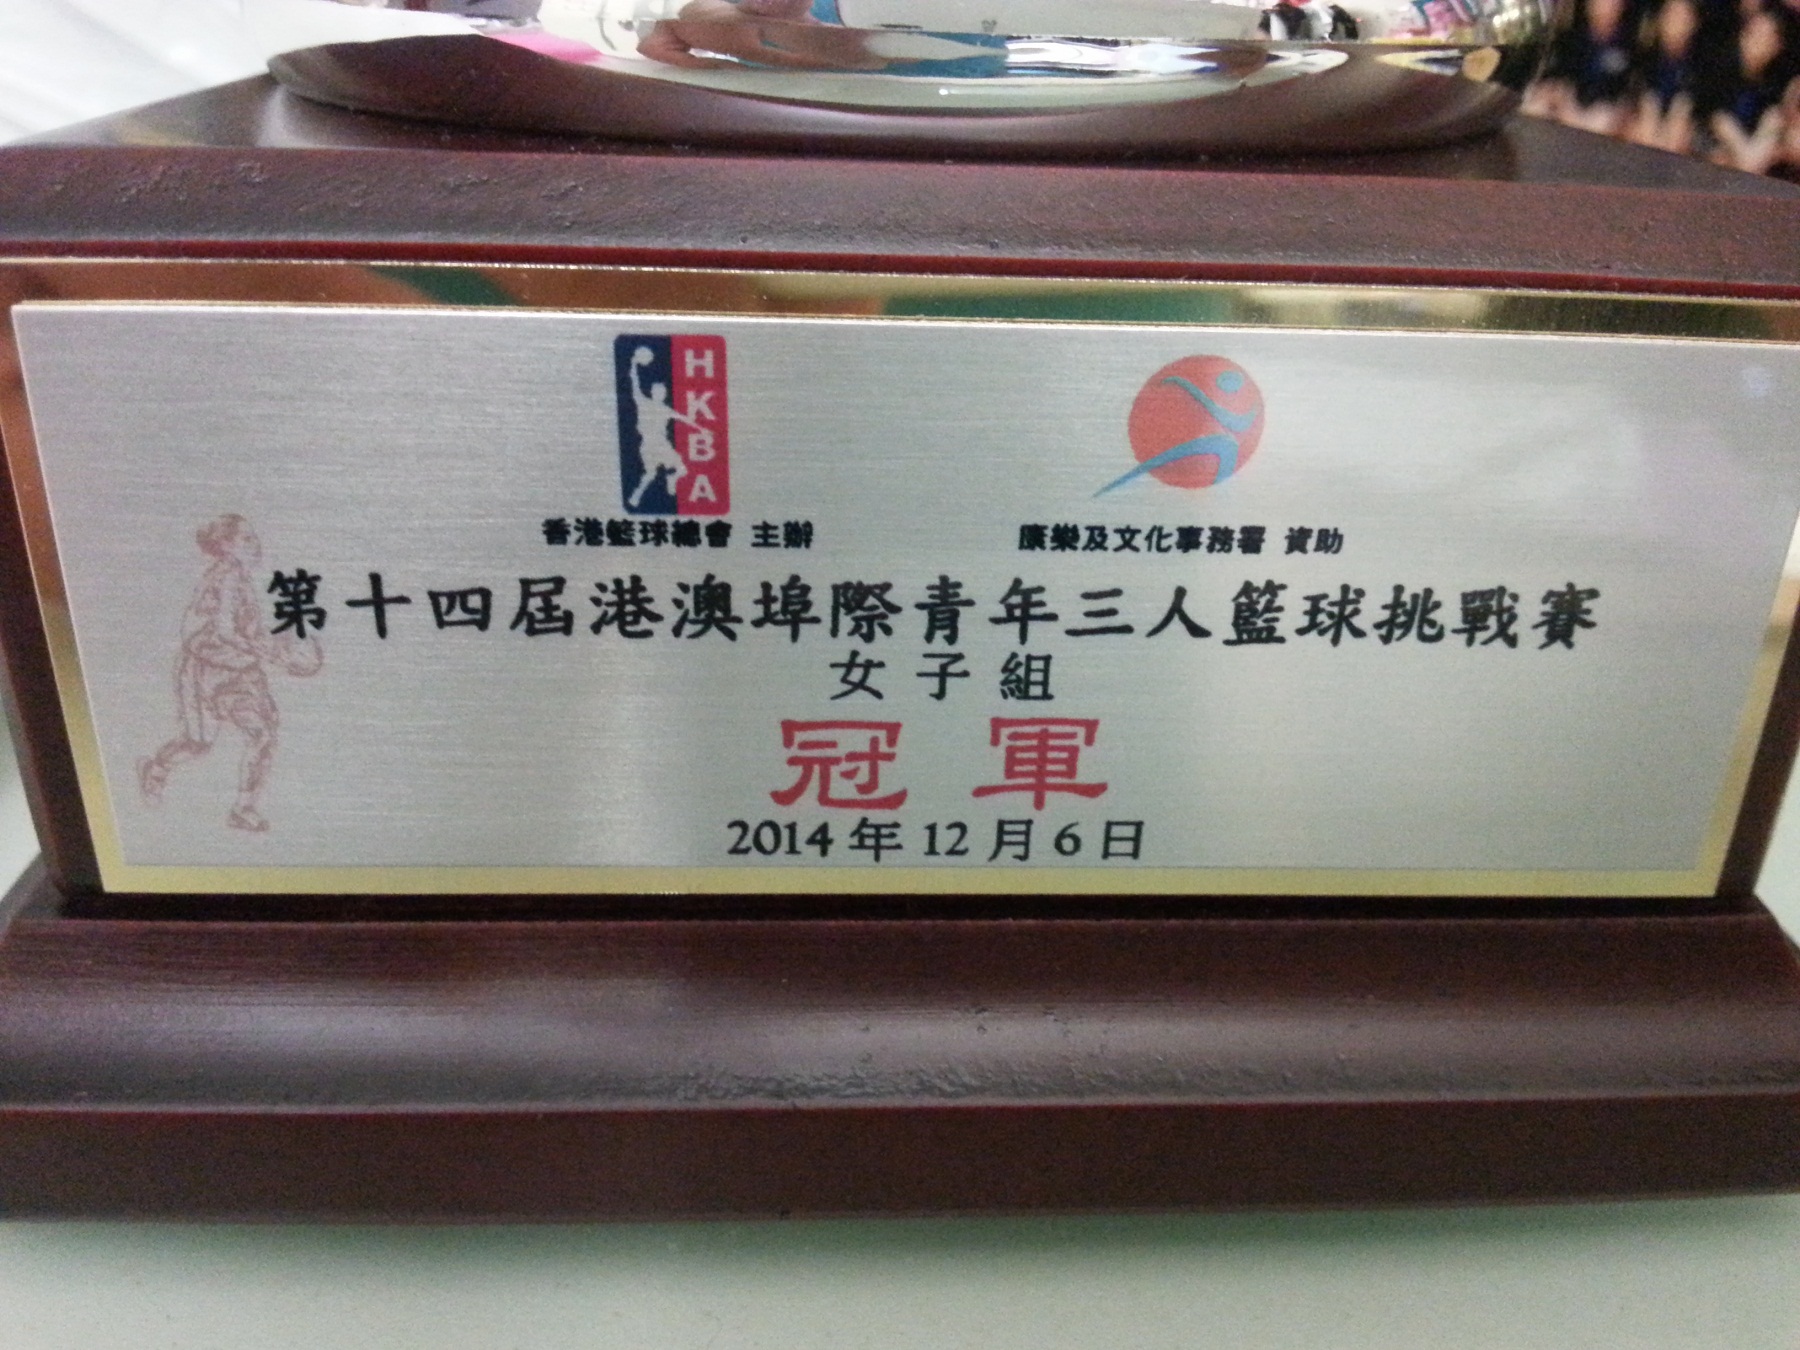 HKBA
香港籃球總會 主辦
康樂及文化事務署 資助
第十四屆港澳埠際青年三人籃球挑戰賽
女子組
冠軍
2014年12月6日